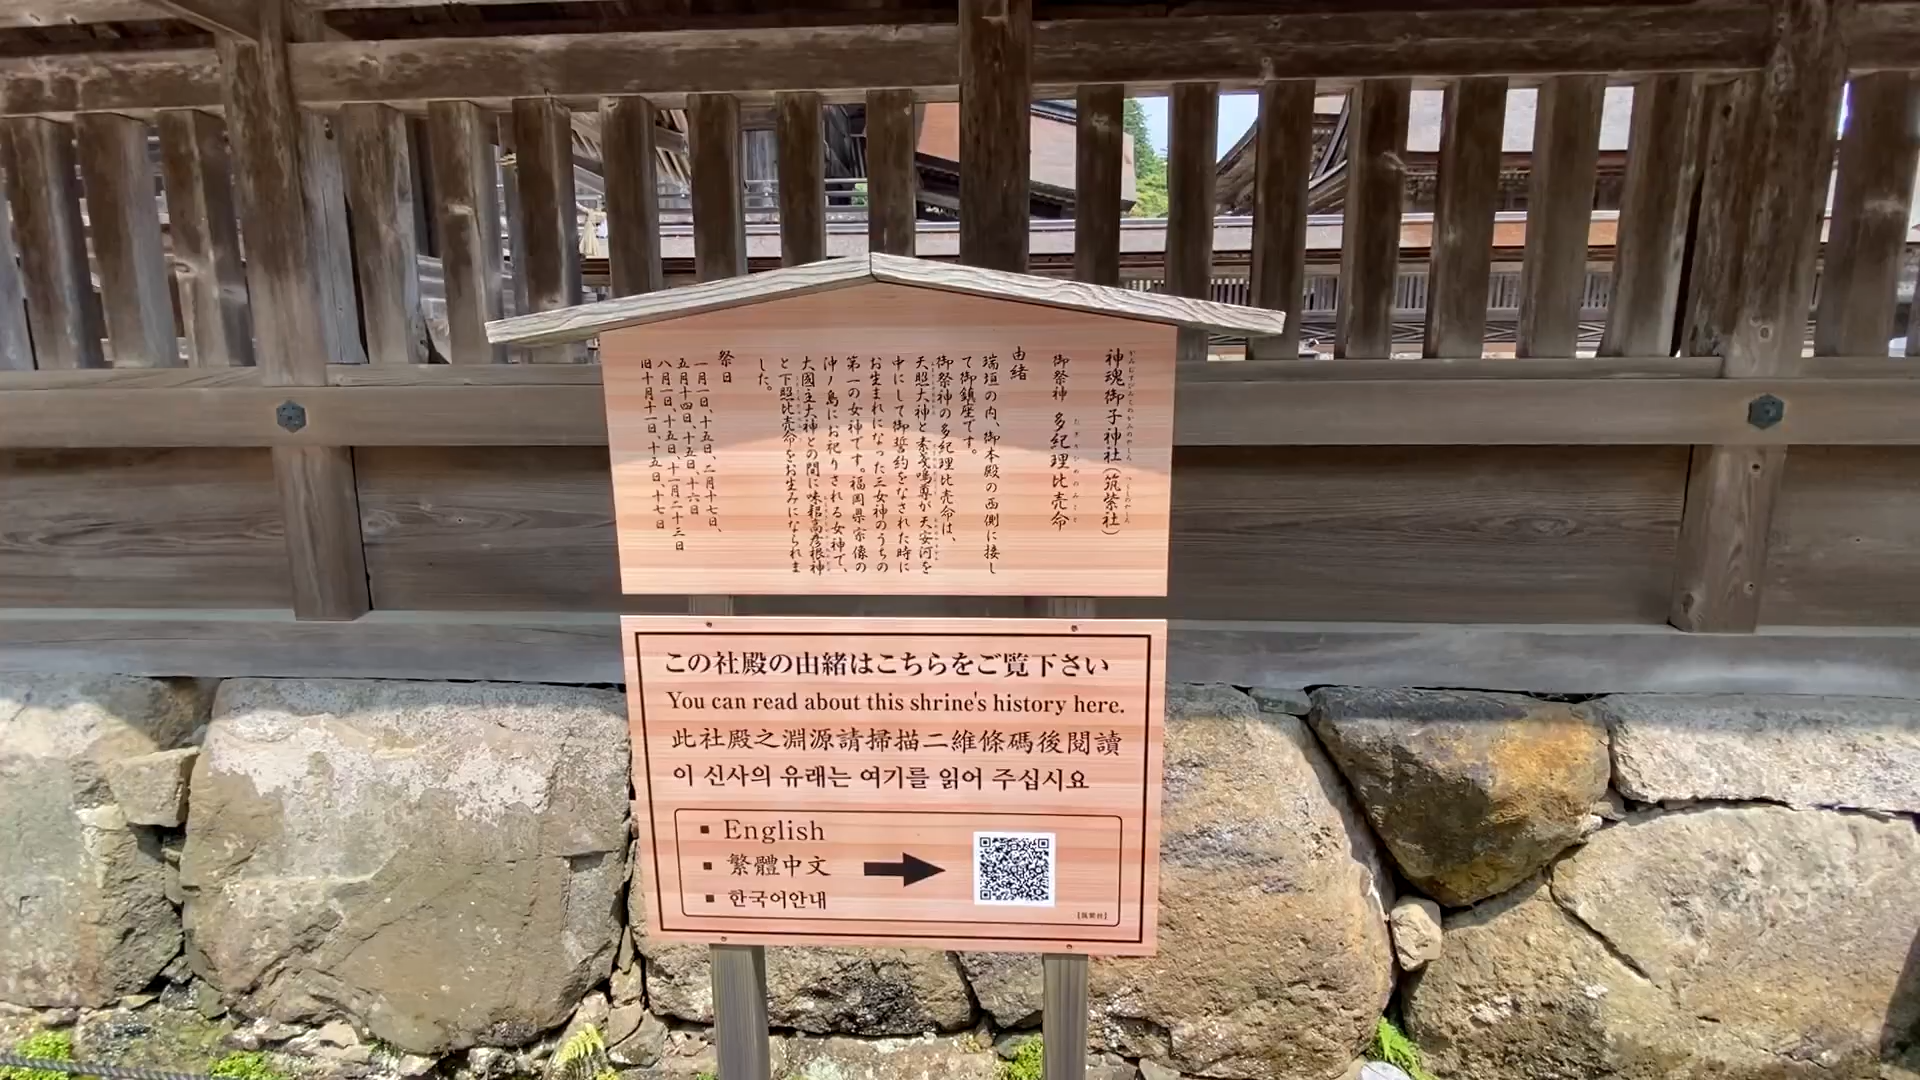 神魂御子神社(筑紫社)
御祭神 多紀理比売命
由緒
瑞垣の内、御本殿の西側に接し
て御鎮座です。
御祭神の多紀理比売命は、
天照大神と素戔嗚尊が天安河を
中にして御誓約をなされた時に
お生まれになった三女神のうちの
第一の女神です。福岡県宗像の
沖ノ島にお祀りされる女神で、
大國主大神との間に味耜高彦根神
と下照比売命をお生みになられま
した。
祭日
一月一日、十五日、二月十七日、
五月十四日、十五日、十六日
八月一日、十五日、十一月二十三日
旧十月十一日、十五日、十七日
この社殿の由緒はこちらをご覧下さい
You can read about this shrine's history here.
此社殿之淵源請掃描二維條碼後閱讀
이 신사의 유래는 여기를 읽어 주십시요
▪ English
▪ 繁體中文
▪ 한국어안내
【筑紫社】